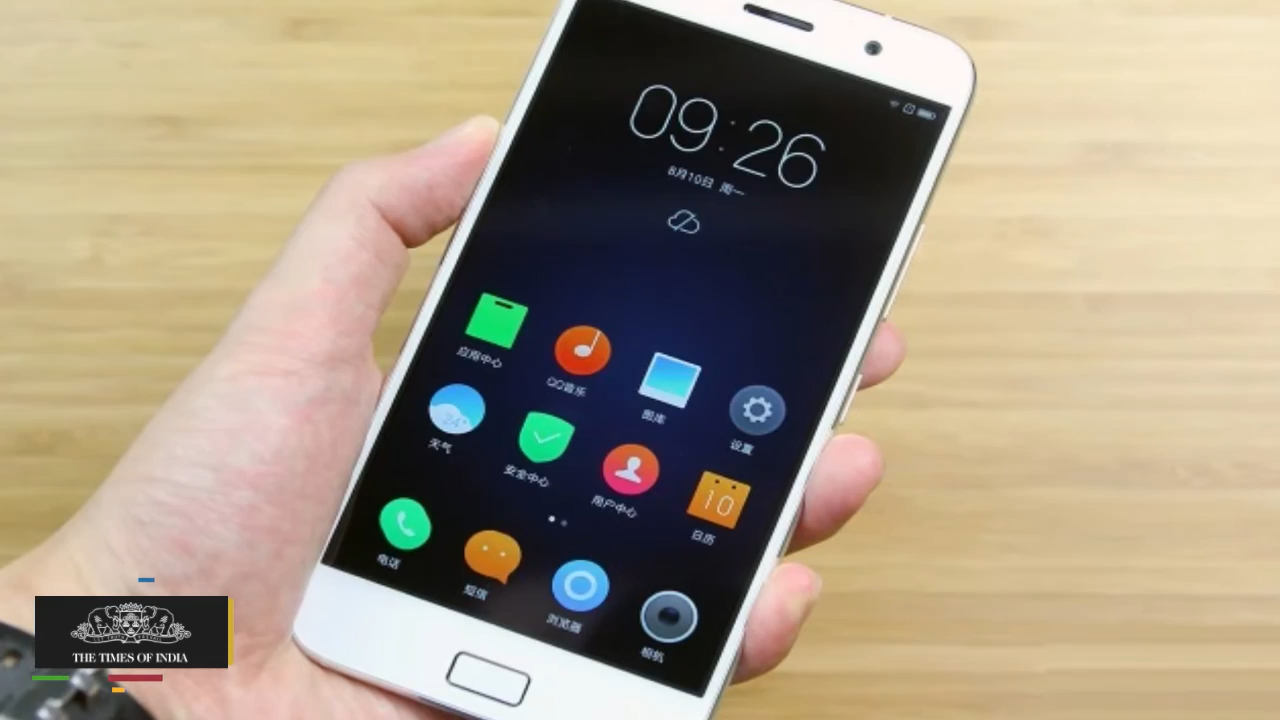 09:26
8月10日 周一
应用中心
QQ音乐
图库
设置
24°
天气
安全中心
用户中心
10
日历
电话
短信
浏览器
相机
THE TIMES OF INDIA